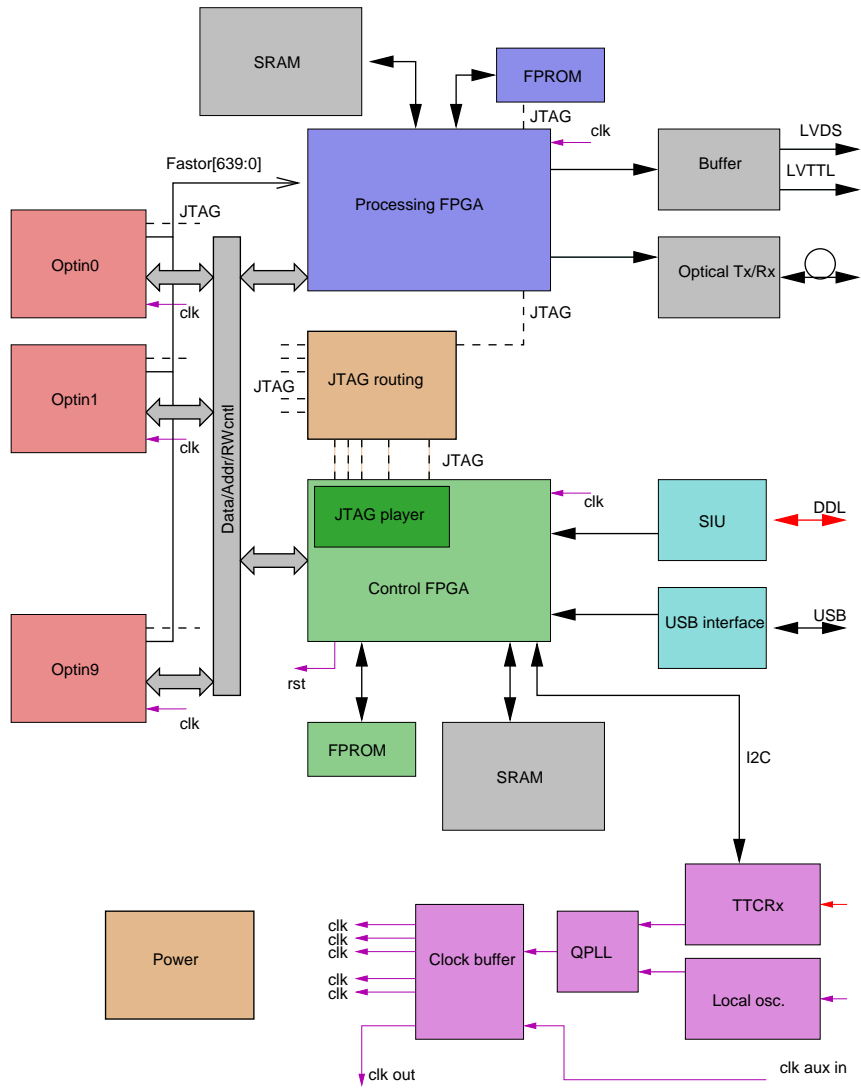 SRAM
FPROM
JTAG
clk
LVDS
Buffer
LVTTL
Fastor[639:0]
Processing FPGA
JTAG
Optin0
Optical Tx/Rx
clk
JTAG
Optin1
JTAG
JTAG routing
clk
Data/Addr/RWcntl
JTAG
JTAG player
clk
SIU
DDL
Control FPGA
USB interface
USB
Optin9
rst
clk
FPROM
SRAM
I2C
TTCRx
clk
clk
clk
Clock buffer
QPLL
Power
clk
clk
Local osc.
clk out
clk aux in